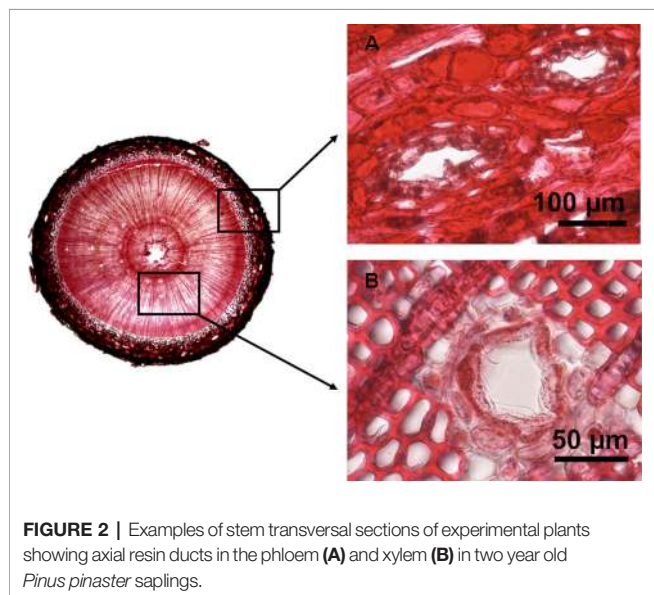 A
100 µm
B
50 µm
FIGURE 2 | Examples of stem transversal sections of experimental plants
showing axial resin ducts in the phloem (A) and xylem (B) in two year old
Pinus pinaster saplings.